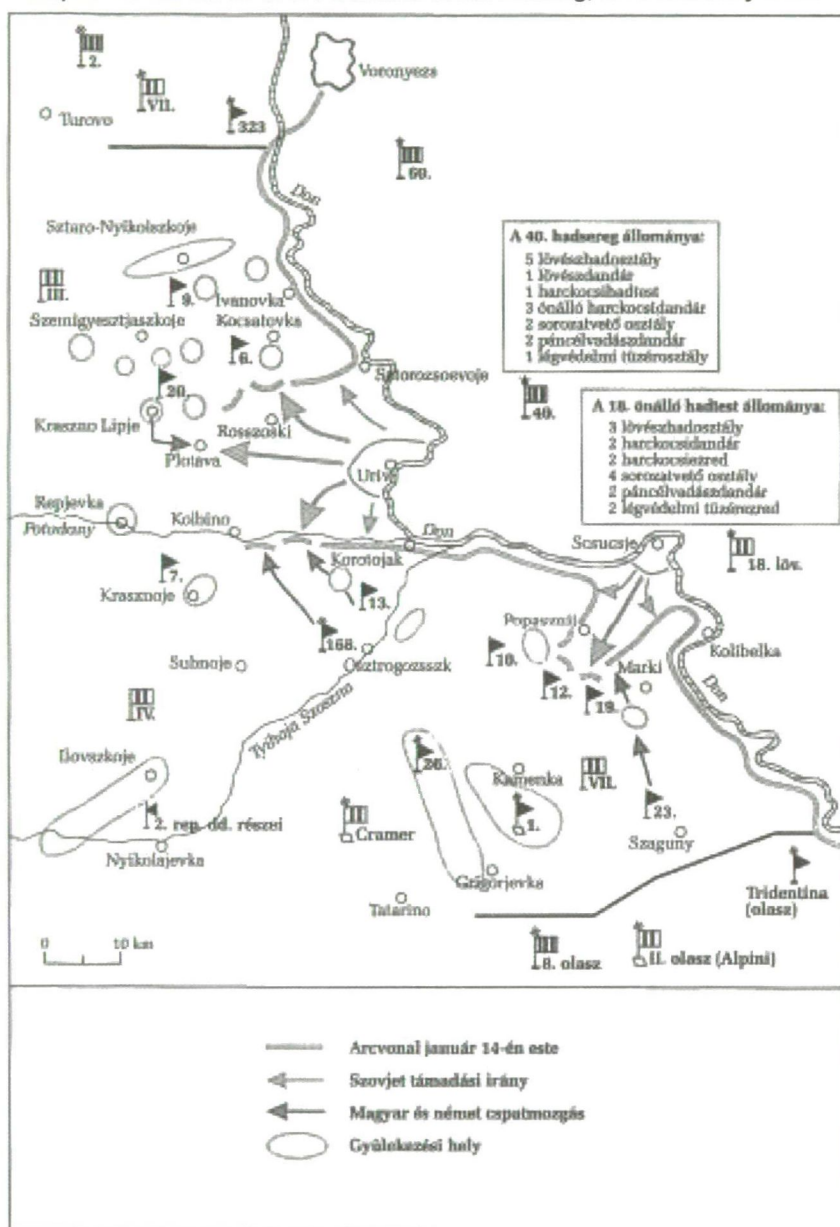 2.
VII.
Voronyezs
Turovo
323
60.
Don
Sztaro-Nyikolszkoje
A 40. hadsereg állománya:
5 lövészhadosztály
1 lövészdandár
1 harckocsihadtest
3 önálló harckocsidandár
2 sorozatvető osztály
2 páncélvadászdandár
1 légvédelmi tüzérosztály
III.
9.
Ivanovka
Szemigyesztjaszkoje
Kocsatovka
6.
20.
40.
A 18. önálló hadtest állománya:
3 lövészhadosztály
2 harckocsidandár
2 harckocsiezred
4 sorozatvető osztály
2 páncélvadászdandár
2 légvédelmi tüzérezred
Kraszno Lipje
Rosszoski
Plotava
Uriv
Repjevka
Potudany
Kolbino
Don
Korotojak
Scsucsje
18. löv.
7.
Krasznoje
13.
168.
Osztrogozsszk
Popasznij
10.
12.
19.
Marki
Kolibelka
Don
Subnoje
IV.
Tyihaja Szoszna
Ilovszkoje
26.
Kamenka
VII.
1.
23.
2. rep. dd. részei
Cramer
Nyikolajevka
Szaguny
Grigorjevka
Tatarino
Tridentina
(olasz)
0 10 km
8. olasz
II. olasz (Alpini)
Arcvonal január 14-én este
Szovjet támadási irány
Magyar és német csapatmozgás
Gyülekezési hely